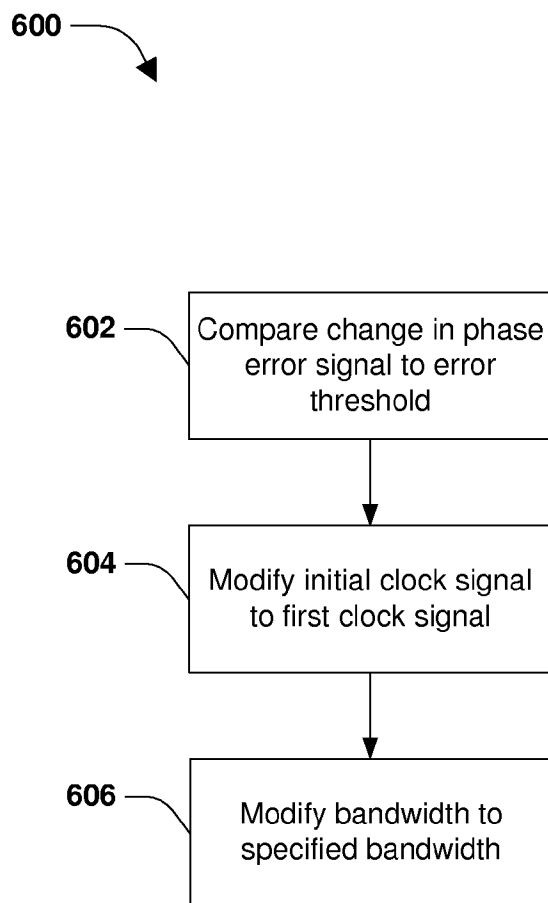 600
602
Compare change in phase
error signal to error
threshold
604
Modify initial clock signal
to first clock signal
606
Modify bandwidth to
specified bandwidth